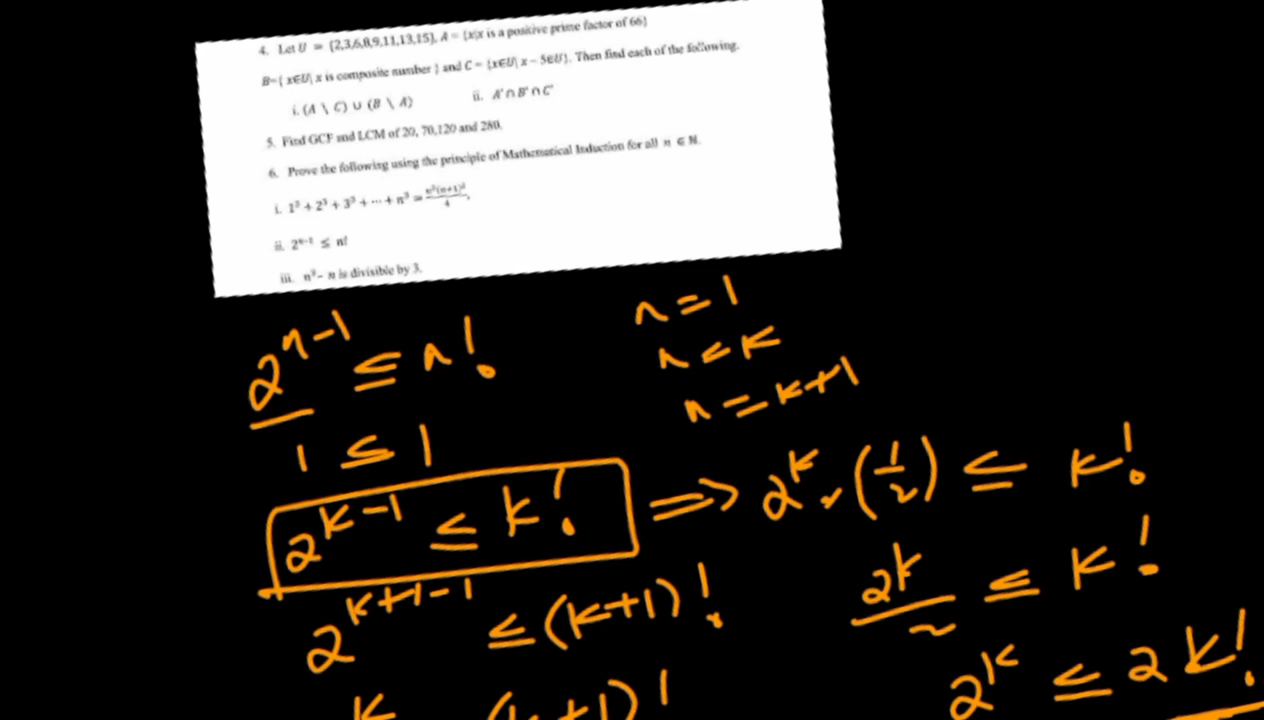 4. Let U = {2,3,6,8,9,11,13,15}, A = {x|x is a positive prime factor of 66}
B={ x∈U| x is composite number } and C = {x∈U| x − 5∈U}. Then find each of the following.
i. (A \ C) ∪ (B \ A) ii. A' ∩ B' ∩ C'
5. Find GCF and LCM of 20, 70,120 and 280.
6. Prove the following using the principle of Mathematical Induction for all n ∈ N.
i. 1³ + 2³ + 3³ + ⋯ + n³ = n²(n+1)²/4,
ii. 2ⁿ⁻¹ ≤ n!
iii. n³− n is divisible by 3.
2ⁿ⁻¹ ≤ n!
n = 1
n < k
n = k+1
1 ≤ 1
2ᵏ⁻¹ ≤ k! => 2ᵏ . (1/2) ≤ k!
2ᵏ/2 ≤ k!
2ᵏ⁺¹⁻¹ ≤ (k+1)!
2ᵏ ≤ 2k!
k (k+1)!